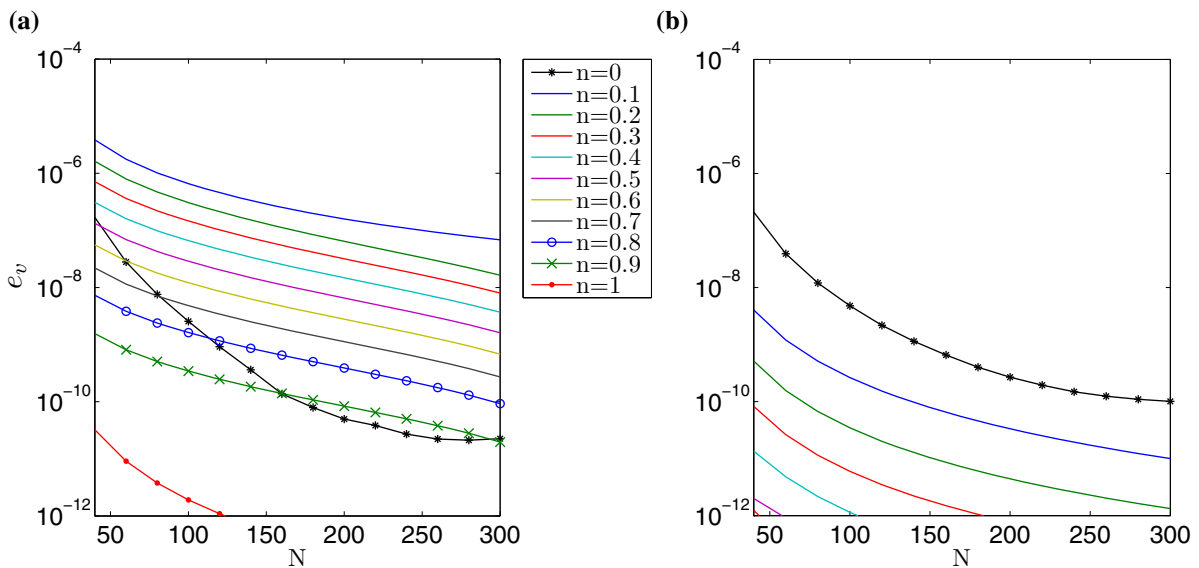 (a)
(b)
10⁻⁴
10⁻⁶
10⁻⁸
10⁻¹⁰
10⁻¹²
e_v
50 100 150 200 250 300
N
n=0
n=0.1
n=0.2
n=0.3
n=0.4
n=0.5
n=0.6
n=0.7
n=0.8
n=0.9
n=1
10⁻⁴
10⁻⁶
10⁻⁸
10⁻¹⁰
10⁻¹²
50 100 150 200 250 300
N